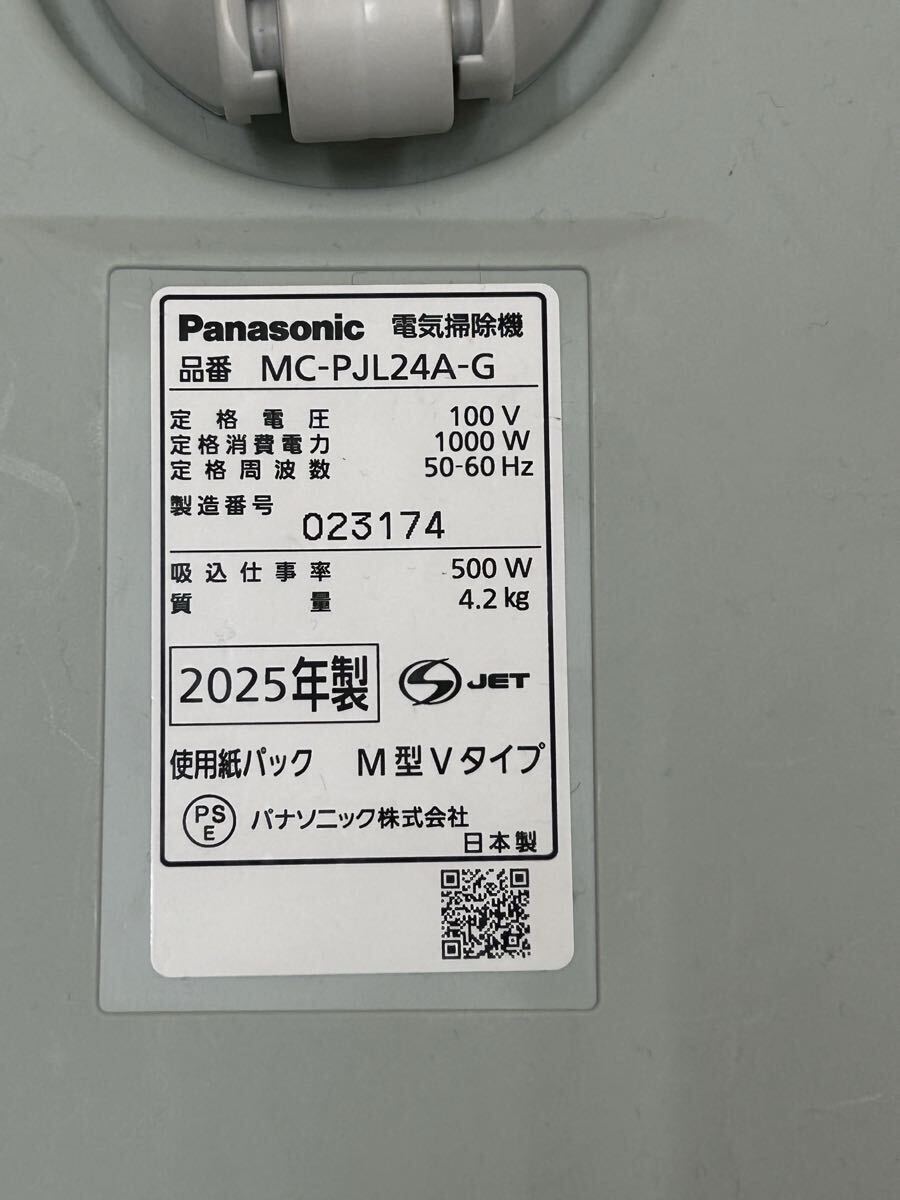 Panasonic 電気掃除機
品番 MC-PJL24A-G
定格電圧 100 V
定格消費電力 1000 W
定格周波数 50-60 Hz
製造番号 023174
吸込仕事率 500 W
質量 4.2 kg
2025年製 S JET
使用紙パック M型Vタイプ
PS E パナソニック株式会社
日本製